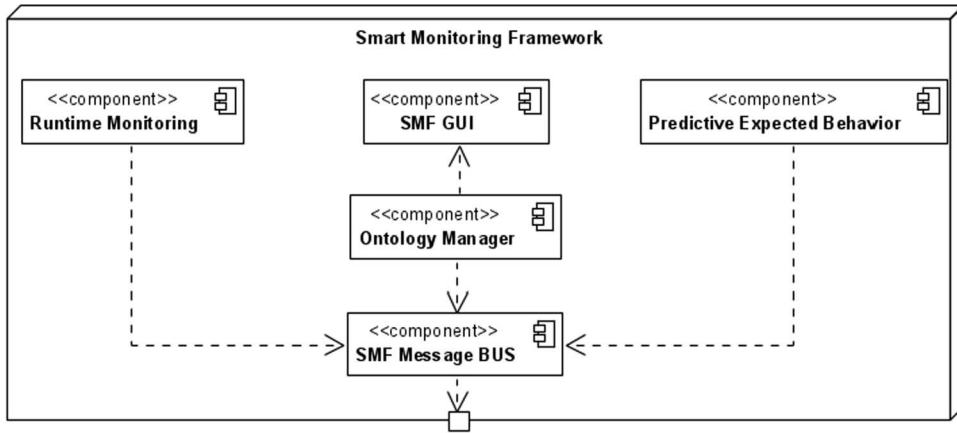 Smart Monitoring Framework
<<component>>
Runtime Monitoring
<<component>>
SMF GUI
<<component>>
Predictive Expected Behavior
<<component>>
Ontology Manager
<<component>>
SMF Message BUS